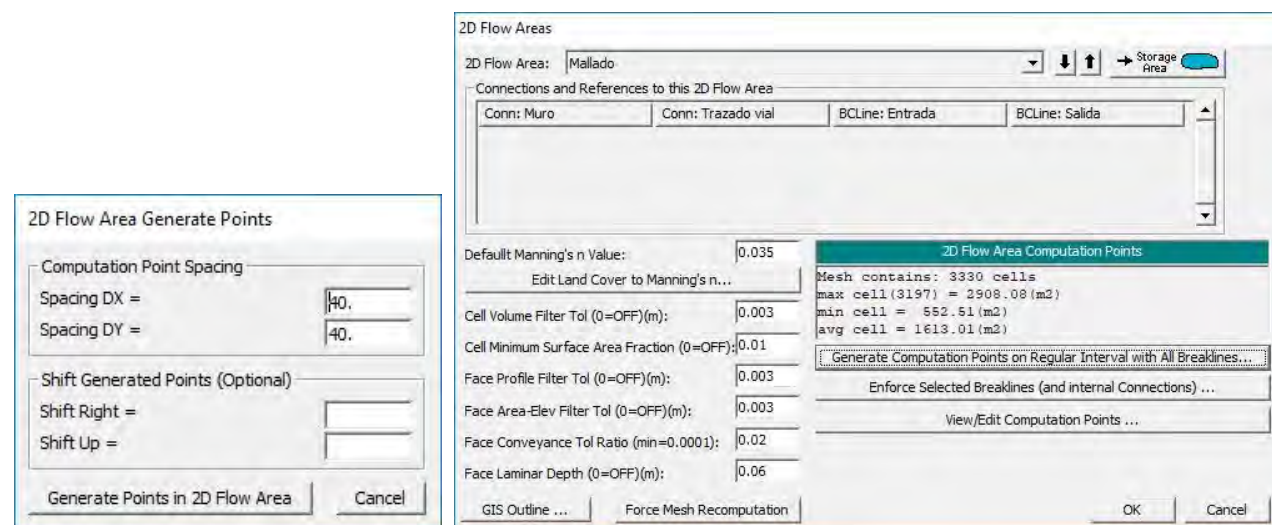 2D Flow Area Generate Points
Computation Point Spacing
Spacing DX = 40.
Spacing DY = 40.
Shift Generated Points (Optional)
Shift Right =
Shift Up =
Generate Points in 2D Flow Area Cancel
2D Flow Areas
2D Flow Area: Mallado
Storage Area
Connections and References to this 2D Flow Area
Conn: Muro Conn: Trazado vial BCLine: Entrada BCLine: Salida
Defaullt Manning's n Value: 0.035
Edit Land Cover to Manning's n...
Cell Volume Filter Tol (0=OFF)(m): 0.003
Cell Minimum Surface Area Fraction (0=OFF): 0.01
Face Profile Filter Tol (0=OFF)(m): 0.003
Face Area-Elev Filter Tol (0=OFF)(m): 0.003
Face Conveyance Tol Ratio (min=0.0001): 0.02
Face Laminar Depth (0=OFF)(m): 0.06
GIS Outline ... Force Mesh Recomputation
2D Flow Area Computation Points
Mesh contains: 3330 cells
max cell(3197) = 2908.08(m2)
min cell = 552.51(m2)
avg cell = 1613.01(m2)
Generate Computation Points on Regular Interval with All Breaklines...
Enforce Selected Breaklines (and internal Connections) ...
View/Edit Computation Points ...
OK Cancel